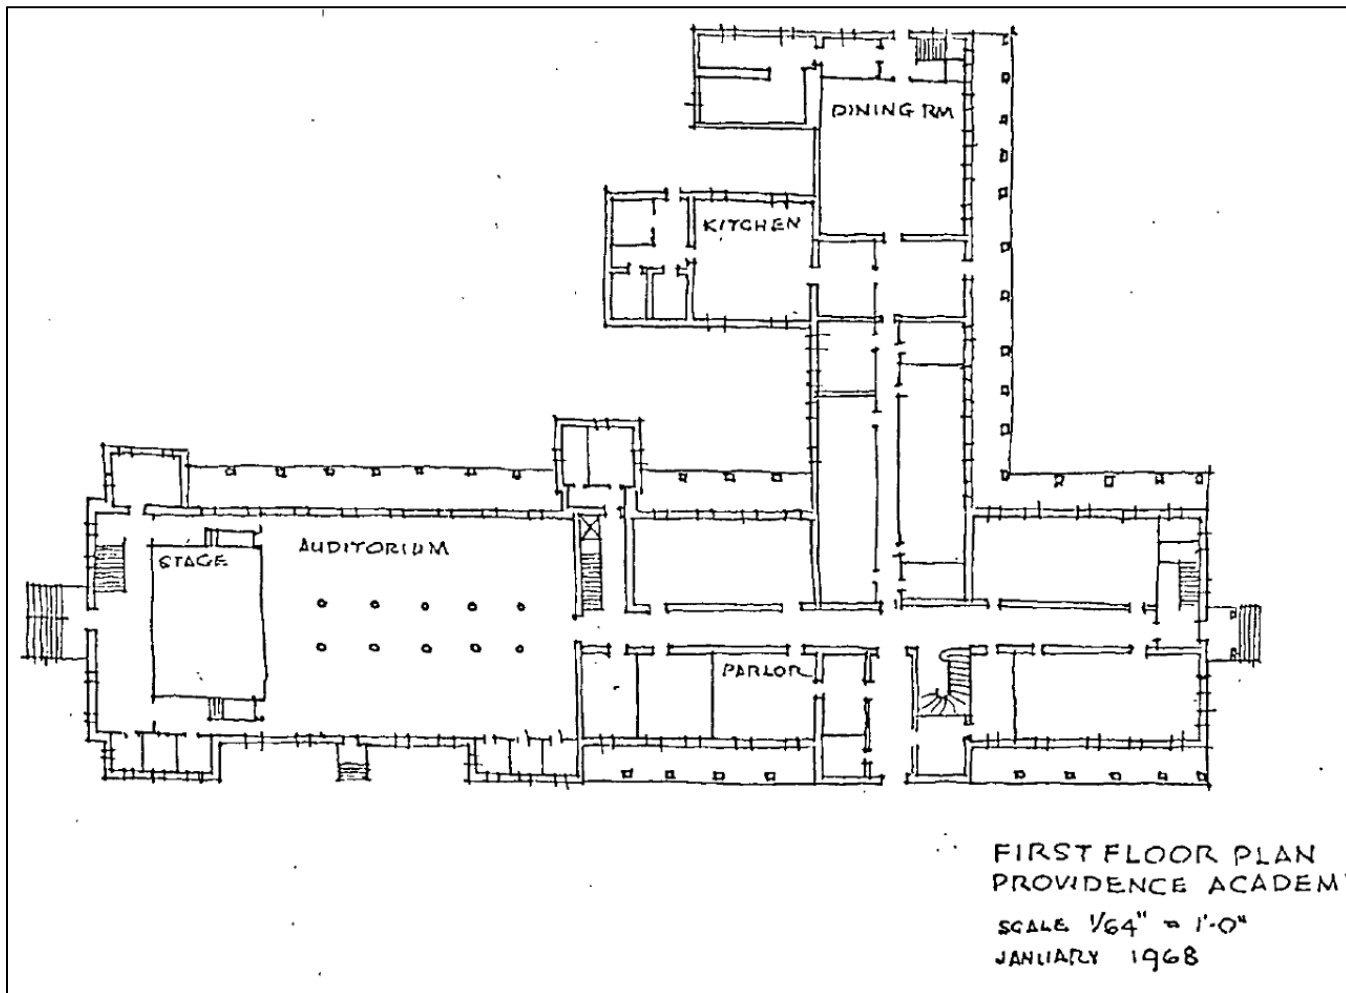 DINING RM
KITCHEN
AUDITORIUM
STAGE
PARLOR
FIRST FLOOR PLAN
PROVIDENCE ACADEM
SCALE 1/64" = 1'-0"
JANUARY 1968